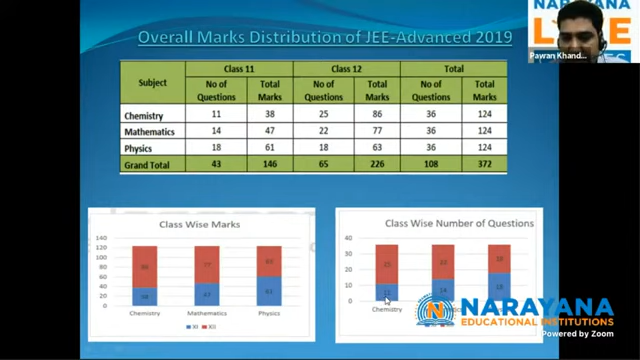 NARAYANA
Overall Marks Distribution of JEE-Advanced 2019
Pawan Khand...
Subject Class 11 Class 12 Total
No of Questions Total Marks No of Questions Total Marks No of Questions Total Marks
Chemistry 11 38 25 86 36 124
Mathematics 14 47 22 77 36 124
Physics 18 61 18 63 36 124
Grand Total 43 146 65 226 108 372
Class Wise Marks
140
120
100
80
60
40
20
0
86 77 63
38 47 61
Chemistry Mathematics Physics
XI XII
Class Wise Number of Questions
40
30
20
10
0
25 22 18
11 14 18
Chemistry
NARAYANA
EDUCATIONAL INSTITUTIONS
Powered by Zoom